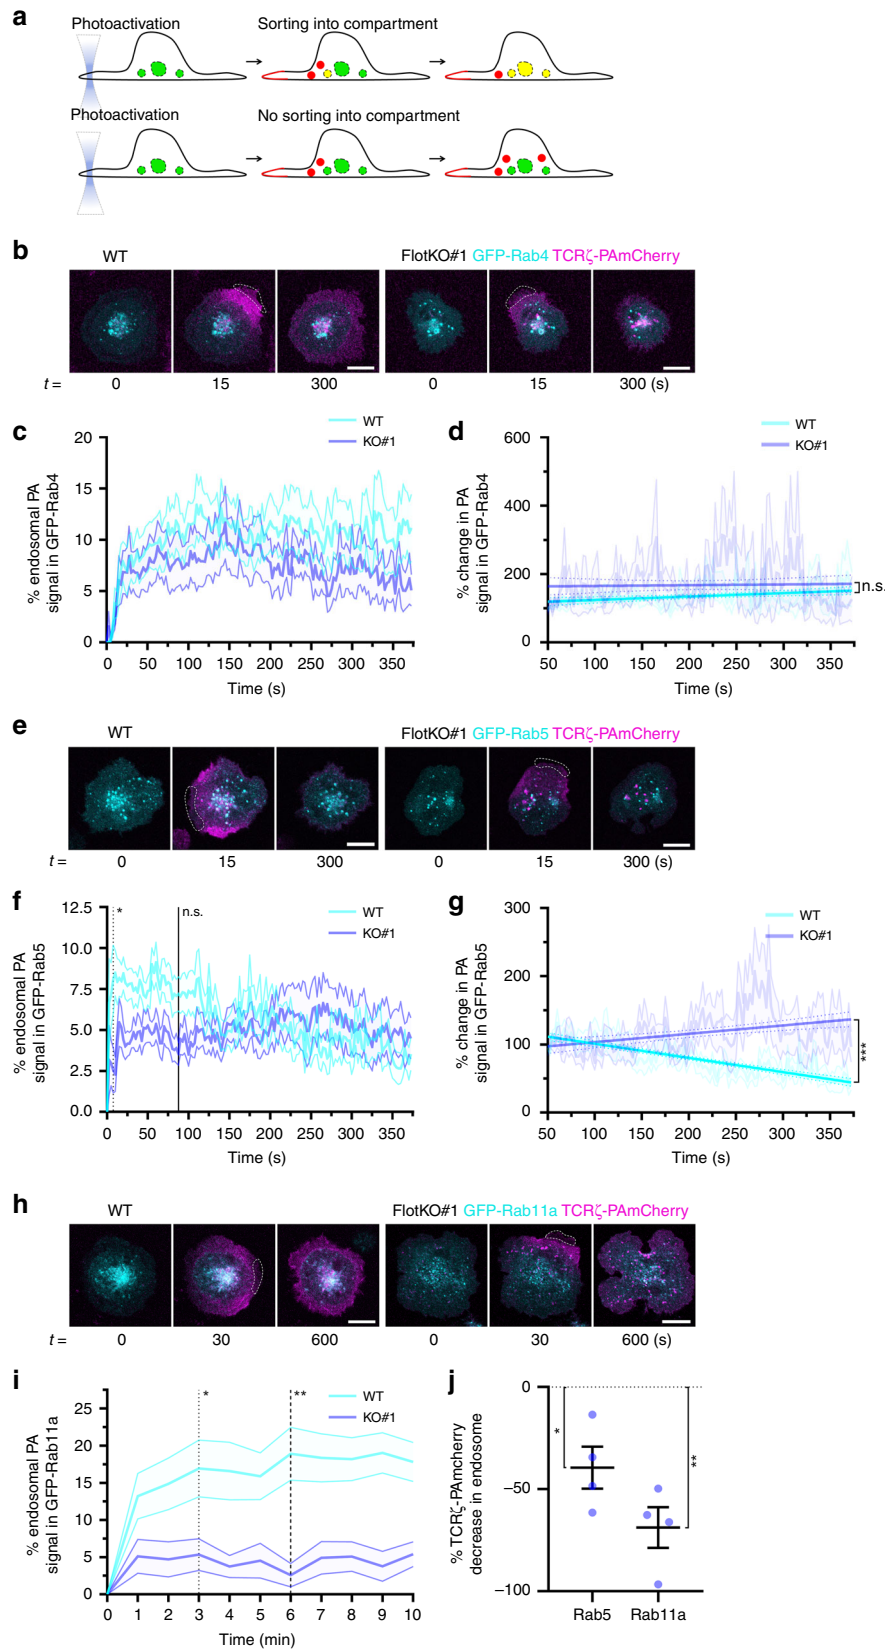 a
Photoactivation
Sorting into compartment
Photoactivation
No sorting into compartment
b
WT
FlotKO#1 GFP-Rab4 TCRζ-PAmCherry
t = 0 15 300 0 15 300 (s)
c
WT
KO#1
% endosomal PA
signal in GFP-Rab4
20
15
10
5
0
0 50 100 150 200 250 300 350
Time (s)
d
WT
KO#1
% change in PA
signal in GFP-Rab4
600
400
200
0
n.s.
50 100 150 200 250 300 350
Time (s)
e
WT
FlotKO#1 GFP-Rab5 TCRζ-PAmCherry
t = 0 15 300 0 15 300 (s)
f
* n.s.
WT
KO#1
% endosomal PA
signal in GFP-Rab5
12.5
10.0
7.5
5.0
2.5
0.0
0 50 100 150 200 250 300 350
Time (s)
g
WT
KO#1
% change in PA
signal in GFP-Rab5
300
200
100
0
***
50 100 150 200 250 300 350
Time (s)
h
WT
FlotKO#1 GFP-Rab11a TCRζ-PAmCherry
t = 0 30 600 0 30 600 (s)
i
* **
WT
KO#1
% endosomal PA
signal in GFP-Rab11a
25
20
15
10
5
0
0 1 2 3 4 5 6 7 8 9 10
Time (min)
j
% TCRζ-PAmcherry
decrease in endosome
0
−50
−100
*
**
Rab5 Rab11a